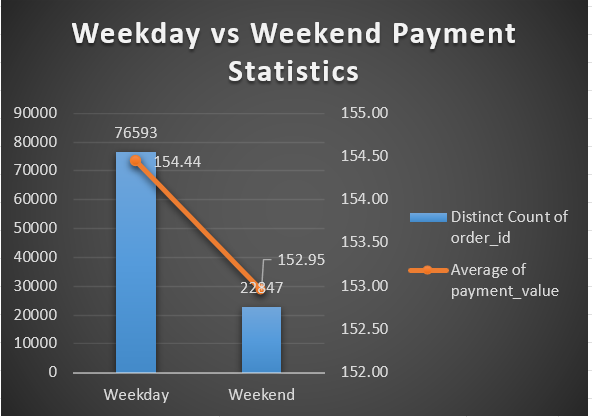 Weekday vs Weekend Payment
Statistics
90000
80000
70000
60000
50000
40000
30000
20000
10000
0
76593
154.44
152.95
22847
155.00
154.50
154.00
153.50
153.00
152.50
152.00
Weekday
Weekend
Distinct Count of
order_id
Average of
payment_value